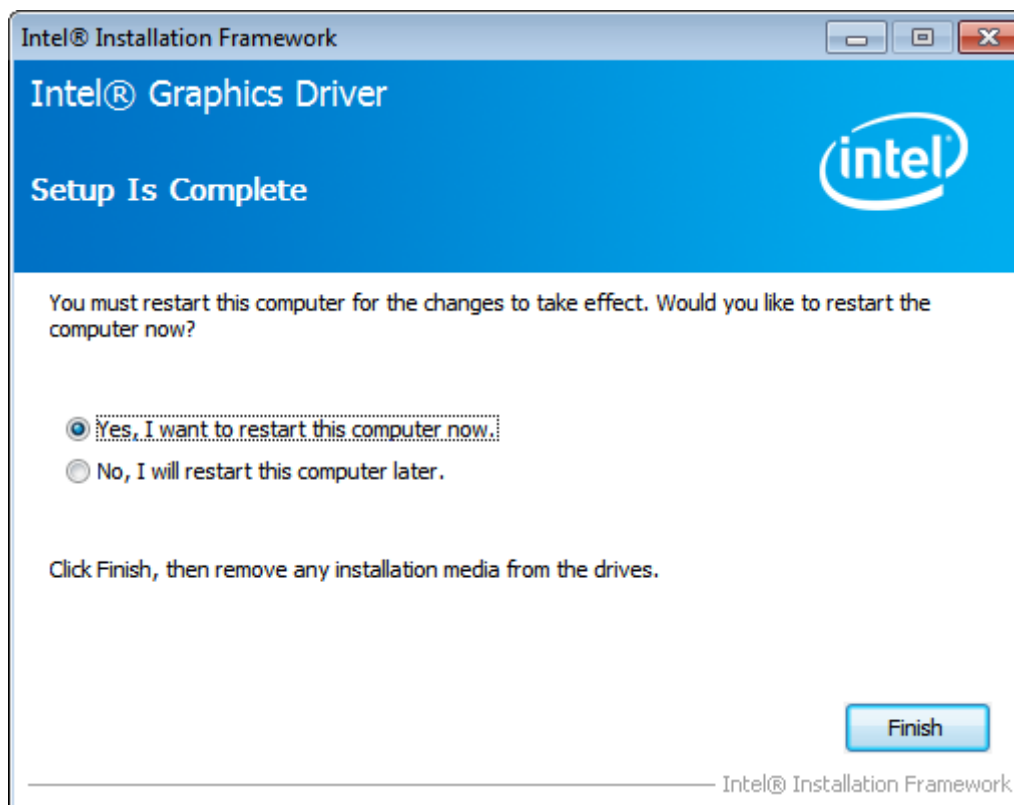 Intel® Installation Framework
Intel® Graphics Driver
intel®
Setup Is Complete
You must restart this computer for the changes to take effect. Would you like to restart the
computer now?
Yes, I want to restart this computer now.
No, I will restart this computer later.
Click Finish, then remove any installation media from the drives.
Finish
Intel® Installation Framework